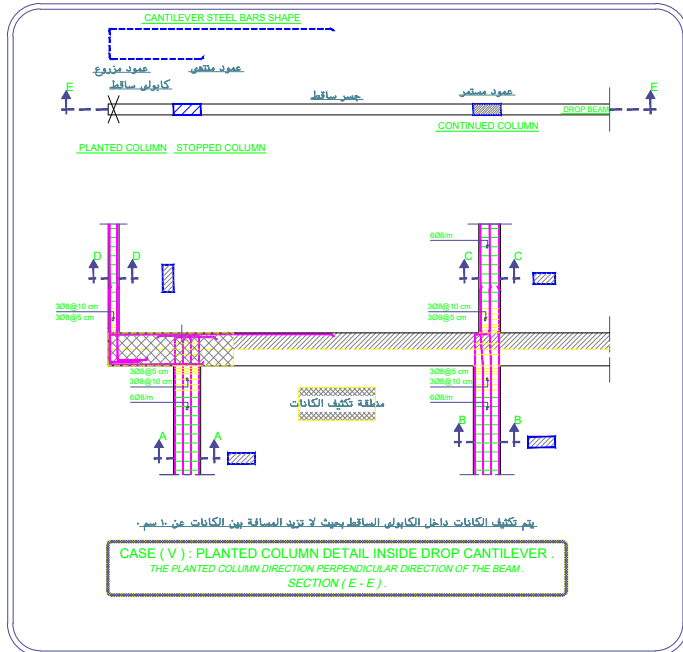 CANTILEVER STEEL BARS SHAPE
عمود مزروع
عمود منتهى
كابولى ساقط
جسر ساقط
عمود مستمر
E
E
DROP BEAM
CONTINUED COLUMN
PLANTED COLUMN
STOPPED COLUMN
6Ø8/m
D
D
C
C
3Ø8@10 cm
3Ø8@5 cm
3Ø8@10 cm
3Ø8@5 cm
3Ø8@5 cm
3Ø8@10 cm
6Ø8/m
3Ø8@5 cm
3Ø8@10 cm
6Ø8/m
منطقة تكثيف الكانات
A
A
B
B
يتم تكثيف الكانات داخل الكابولى الساقط بحيث لا تزيد المسافة بين الكانات عن ١٠ سم .
CASE ( V ) : PLANTED COLUMN DETAIL INSIDE DROP CANTILEVER .
THE PLANTED COLUMN DIRECTION PERPENDICULAR DIRECTION OF THE BEAM .
SECTION ( E - E ) .